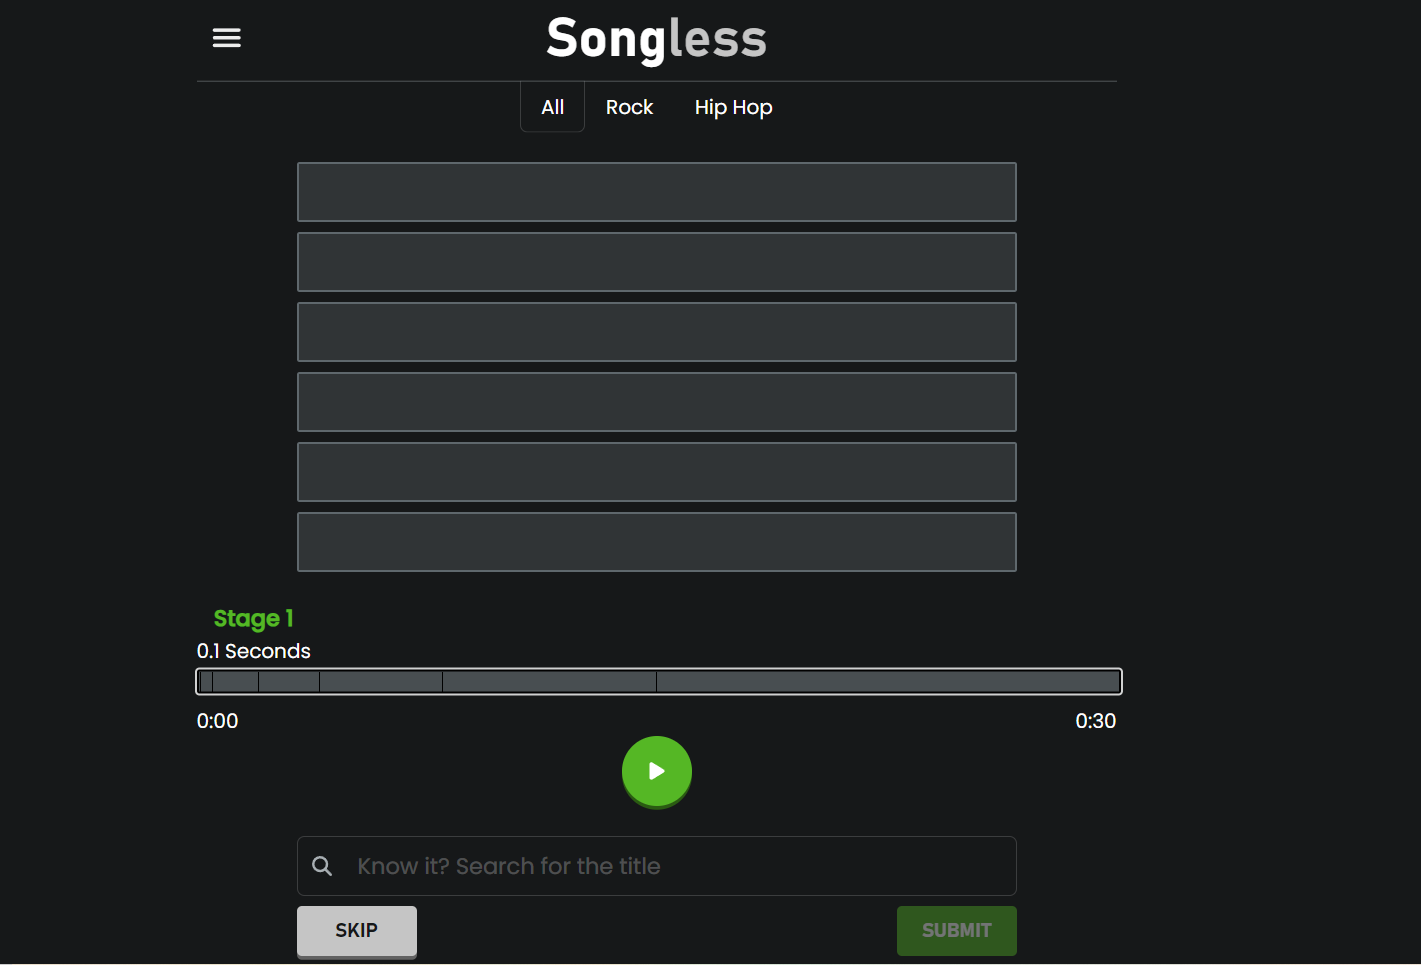 Songless
All Rock Hip Hop
Stage 1
0.1 Seconds
0:00 0:30
Know it? Search for the title
SKIP SUBMIT